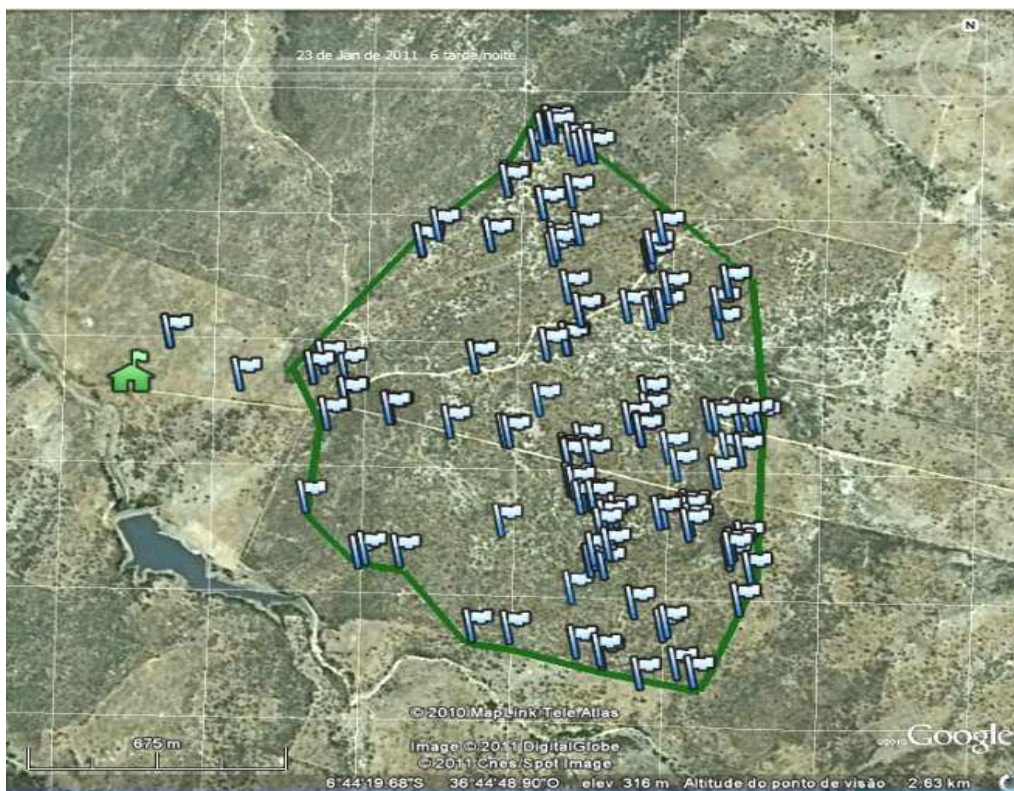 N
23 de Jan de 2011 6 tarde/noite
© 2010 MapLink/Tele Atlas
675 m
Image © 2011 DigitalGlobe
© 2011 Cnes/Spot Image
©2010 Google
6°44'19.68"S 36°44'48.90"O elev 316 m Altitude do ponto de visão 2.63 km